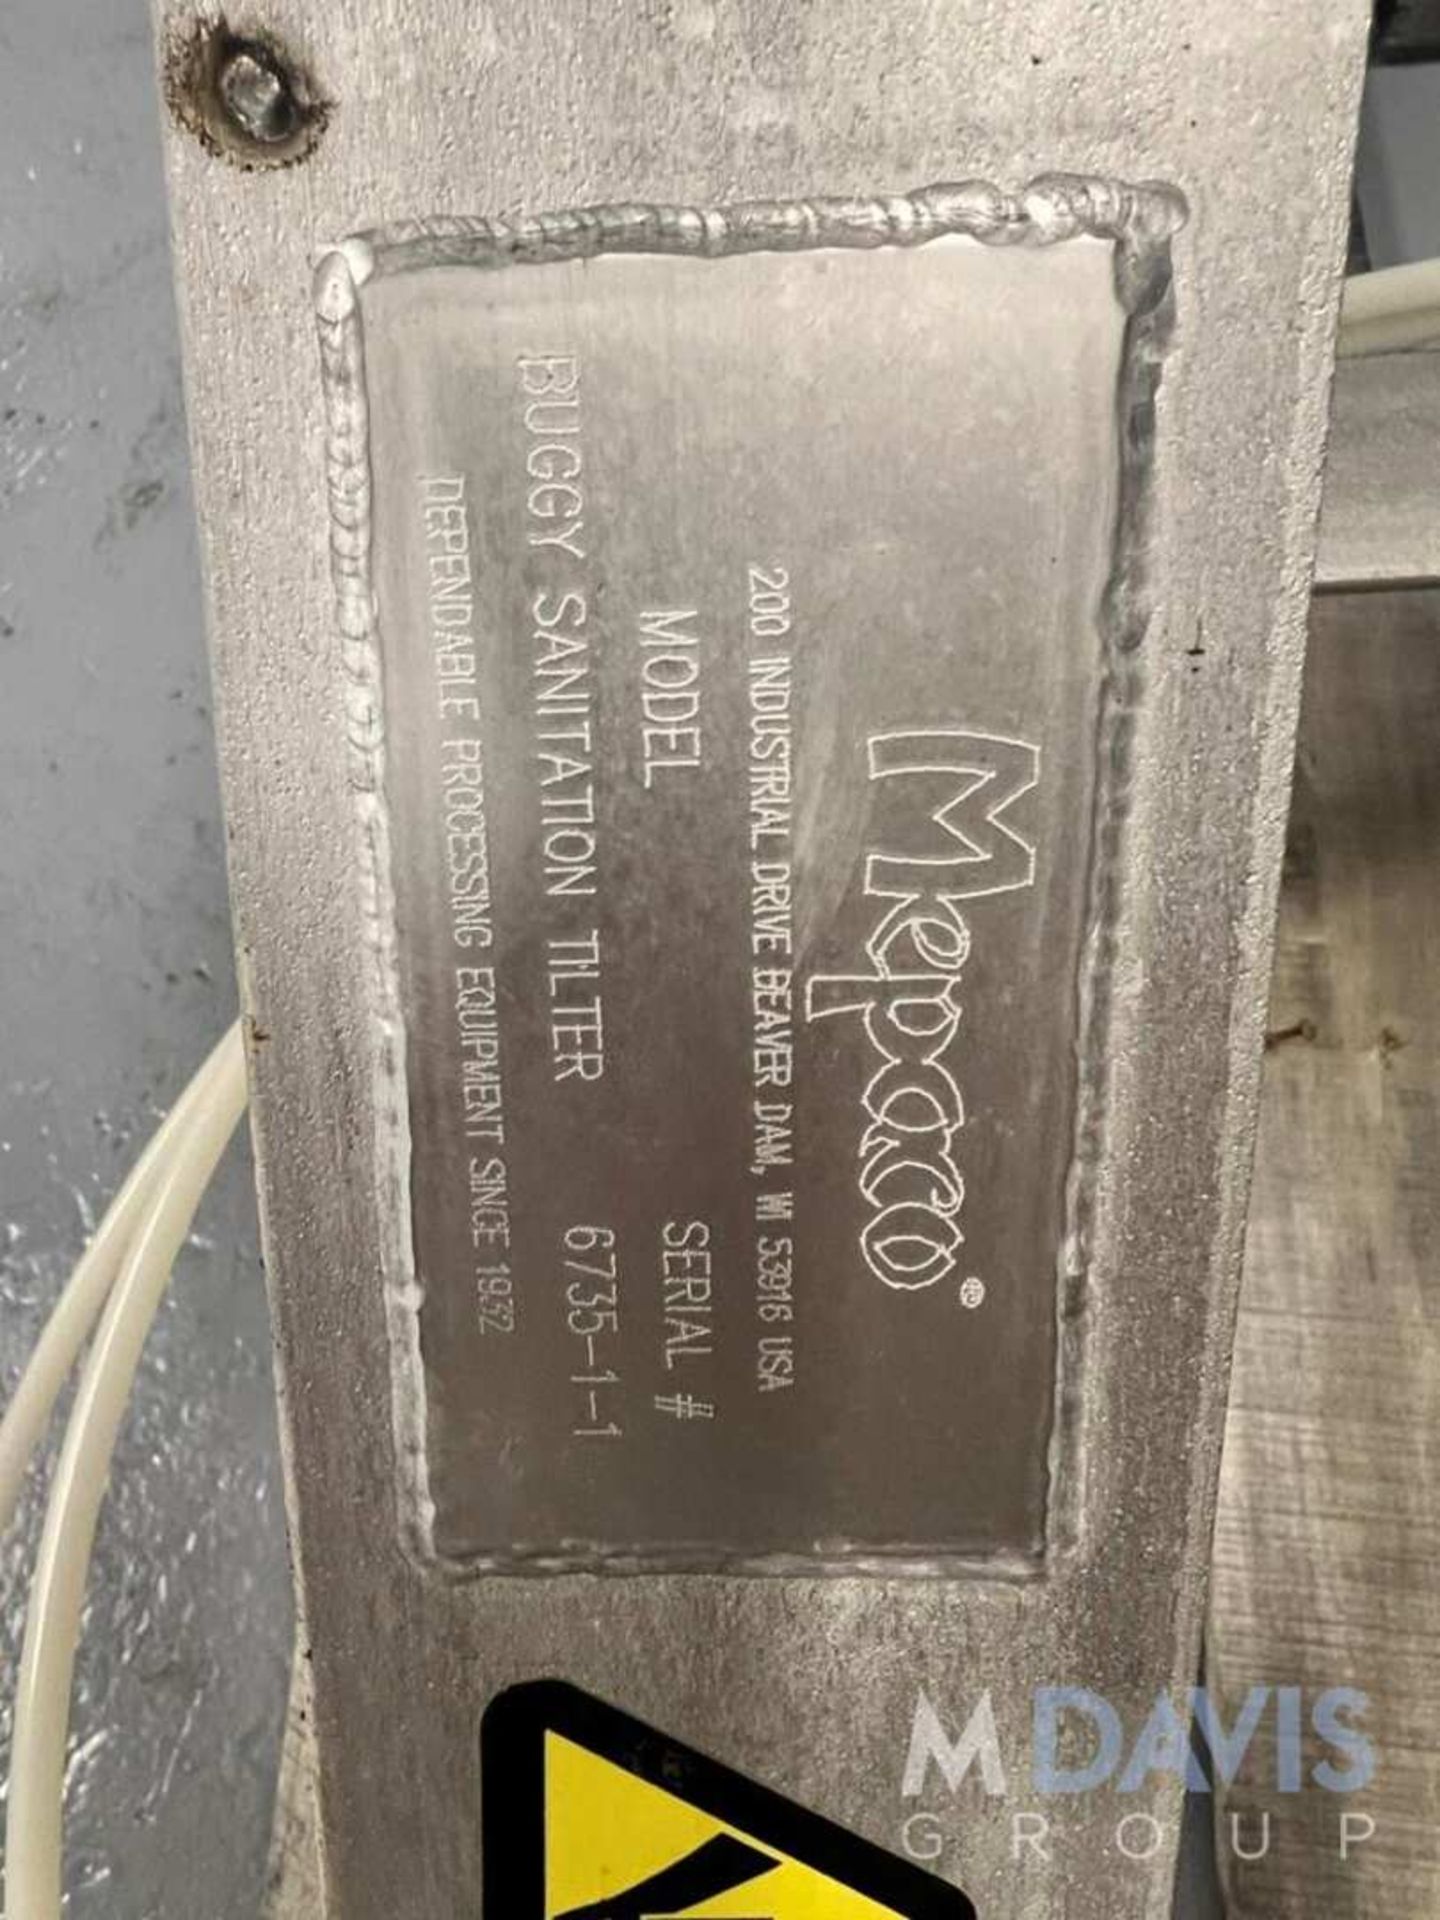 Mepaco®
200 INDUSTRIAL DRIVE BEAVER DAM, WI 53916 USA
MODEL SERIAL #
BUGGY SANITATION TILTER 6735-1-1
DEPENDABLE PROCESSING EQUIPMENT SINCE 1932
M DAVIS
GROUP